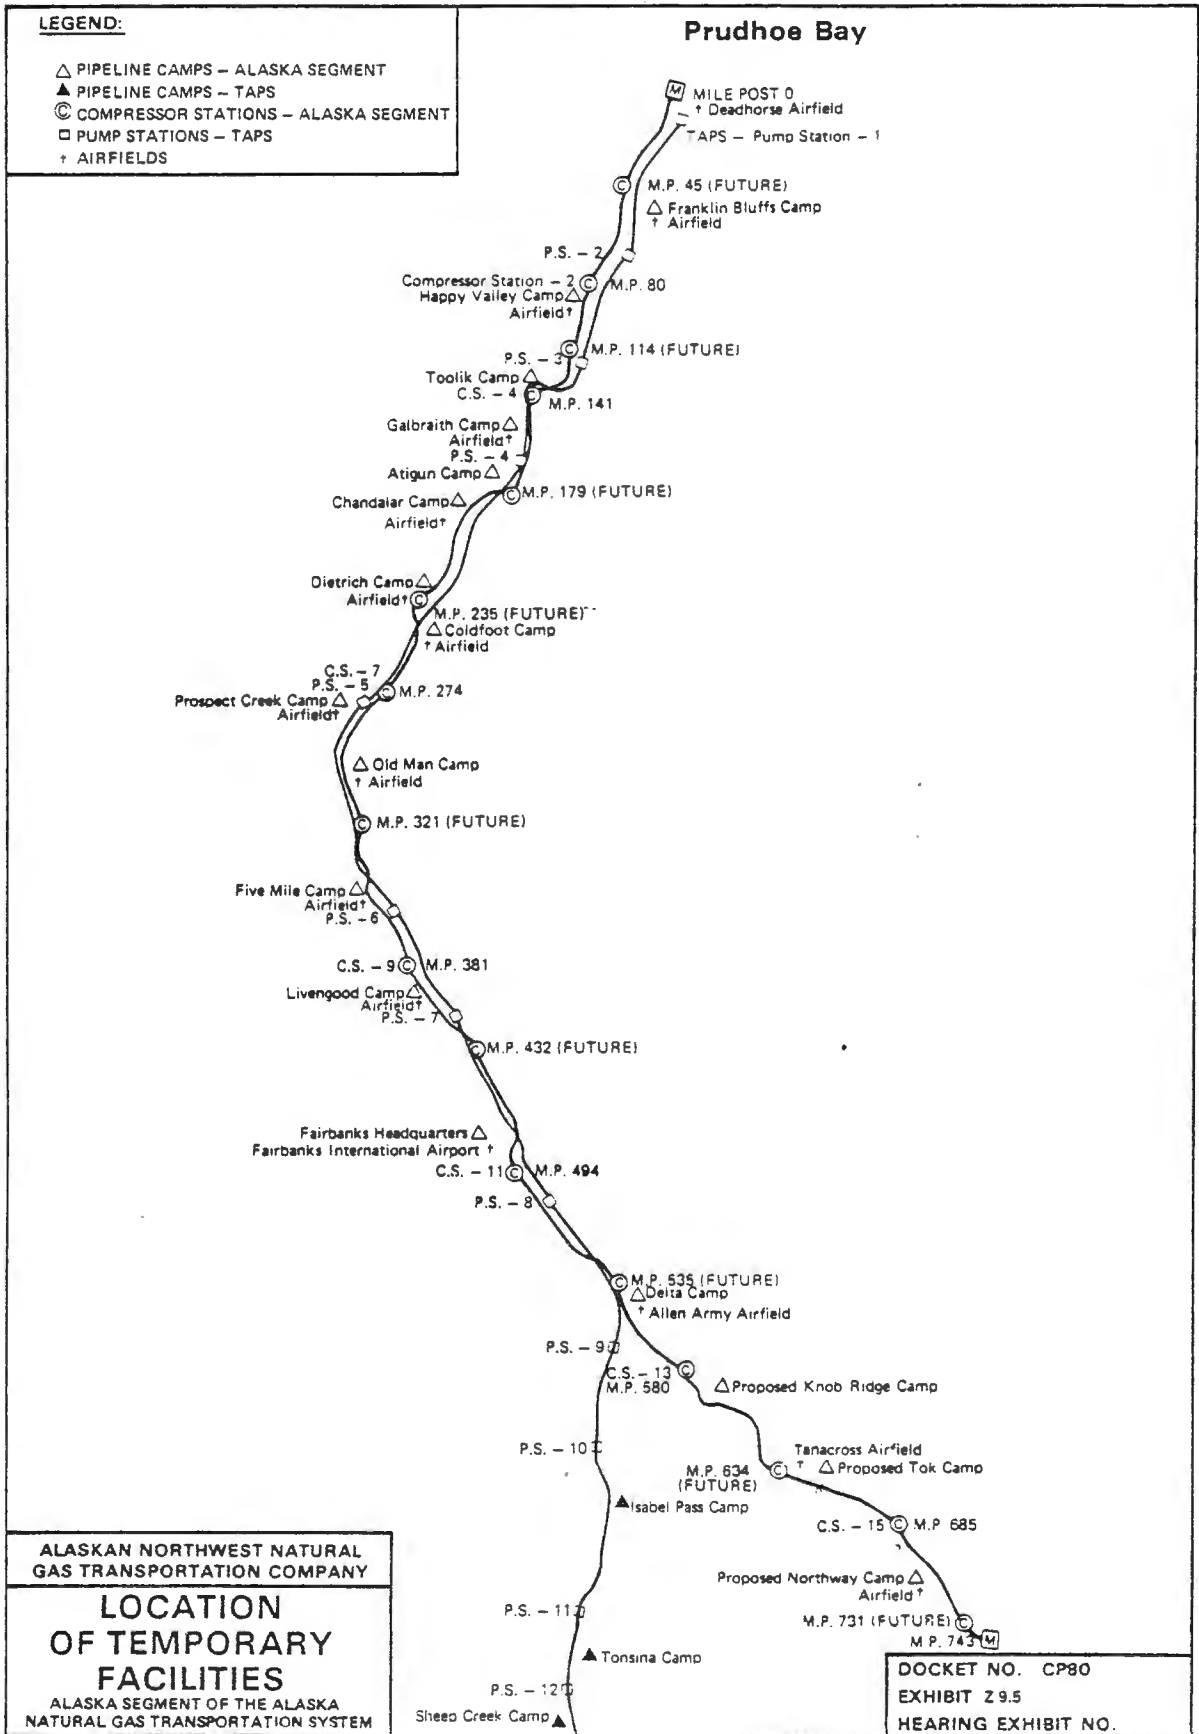 LEGEND:
△ PIPELINE CAMPS – ALASKA SEGMENT
▲ PIPELINE CAMPS – TAPS
© COMPRESSOR STATIONS – ALASKA SEGMENT
□ PUMP STATIONS – TAPS
† AIRFIELDS
Prudhoe Bay
M MILE POST 0
† Deadhorse Airfield
TAPS – Pump Station – 1
© M.P. 45 (FUTURE)
△ Franklin Bluffs Camp
† Airfield
P.S. – 2
Compressor Station – 2 © M.P. 80
Happy Valley Camp △
Airfield †
© M.P. 114 (FUTURE)
P.S. – 3
Toolik Camp △
C.S. – 4 © M.P. 141
Galbraith Camp △
Airfield †
P.S. – 4
Atigun Camp △
© M.P. 179 (FUTURE)
Chandalar Camp △
Airfield †
Dietrich Camp △
Airfield † ©
M.P. 235 (FUTURE)
△ Coldfoot Camp
† Airfield
C.S. – 7
P.S. – 5
© M.P. 274
Prospect Creek Camp △
Airfield †
△ Old Man Camp
† Airfield
© M.P. 321 (FUTURE)
Five Mile Camp △
Airfield †
P.S. – 6
C.S. – 9 © M.P. 381
Livengood Camp △
Airfield †
P.S. – 7
© M.P. 432 (FUTURE)
Fairbanks Headquarters △
Fairbanks International Airport †
C.S. – 11 © M.P. 494
P.S. – 8
© M.P. 535 (FUTURE)
△ Delta Camp
† Allen Army Airfield
P.S. – 9
C.S. – 13 ©
M.P. 580
△ Proposed Knob Ridge Camp
P.S. – 10
Tanacross Airfield
†
M.P. 634 ©
(FUTURE)
△ Proposed Tok Camp
▲ Isabel Pass Camp
C.S. – 15 © M.P. 685
Proposed Northway Camp △
Airfield †
P.S. – 11
M.P. 731 (FUTURE) ©
M.P. 743 M
▲ Tonsina Camp
P.S. – 12
Sheep Creek Camp ▲
ALASKAN NORTHWEST NATURAL
GAS TRANSPORTATION COMPANY
LOCATION
OF TEMPORARY
FACILITIES
ALASKA SEGMENT OF THE ALASKA
NATURAL GAS TRANSPORTATION SYSTEM
DOCKET NO. CP80
EXHIBIT Z 9.5
HEARING EXHIBIT NO.